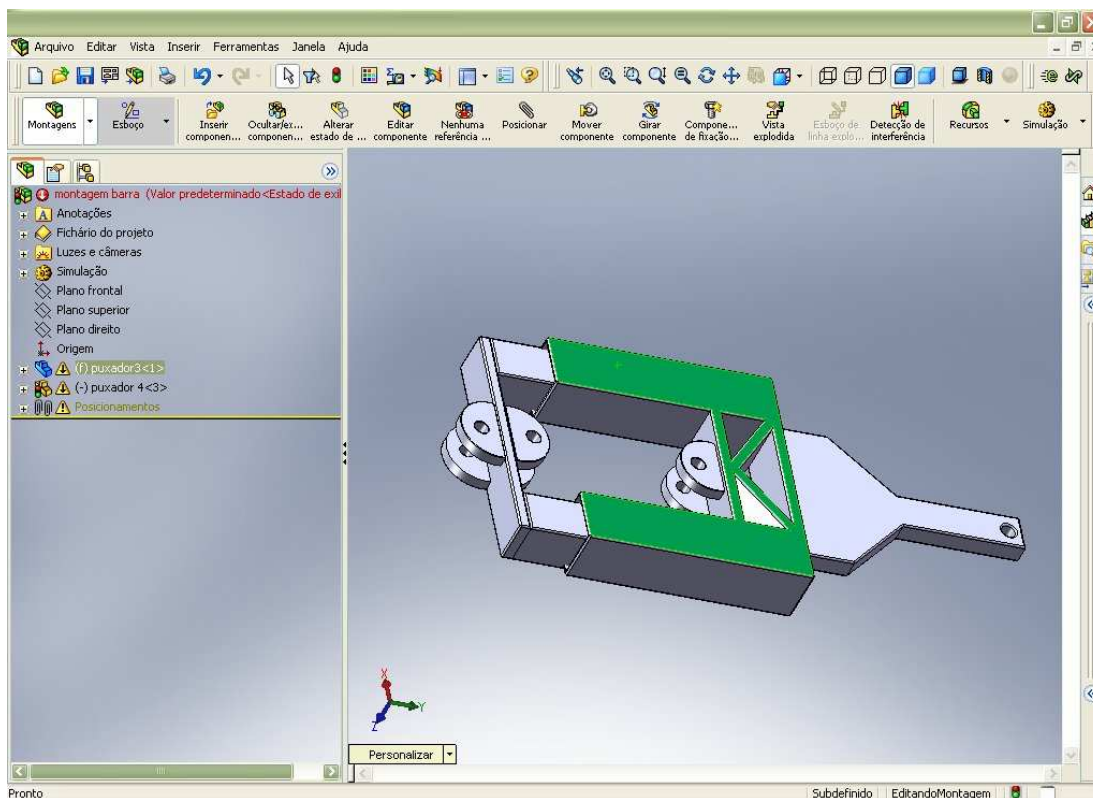 Arquivo Editar Vista Inserir Ferramentas Janela Ajuda
Montagens Esboço Inserir componen... Ocultar/ex... componen... Alterar estado de ... Editar componente Nenhuma referência ... Posicionar Mover componente Girar componente Compone... de fixação... Vista explodida Esboço de linha explo... Detecção de interferência Recursos Simulação
montagem barra (Valor predeterminado<Estado de exi
Anotações
Fichário do projeto
Luzes e câmeras
Simulação
Plano frontal
Plano superior
Plano direito
Origem
(f) puxador3<1>
(-) puxador 4<3>
Posicionamentos
X
Y
Z
Personalizar
Pronto Subdefinido EditandoMontagem